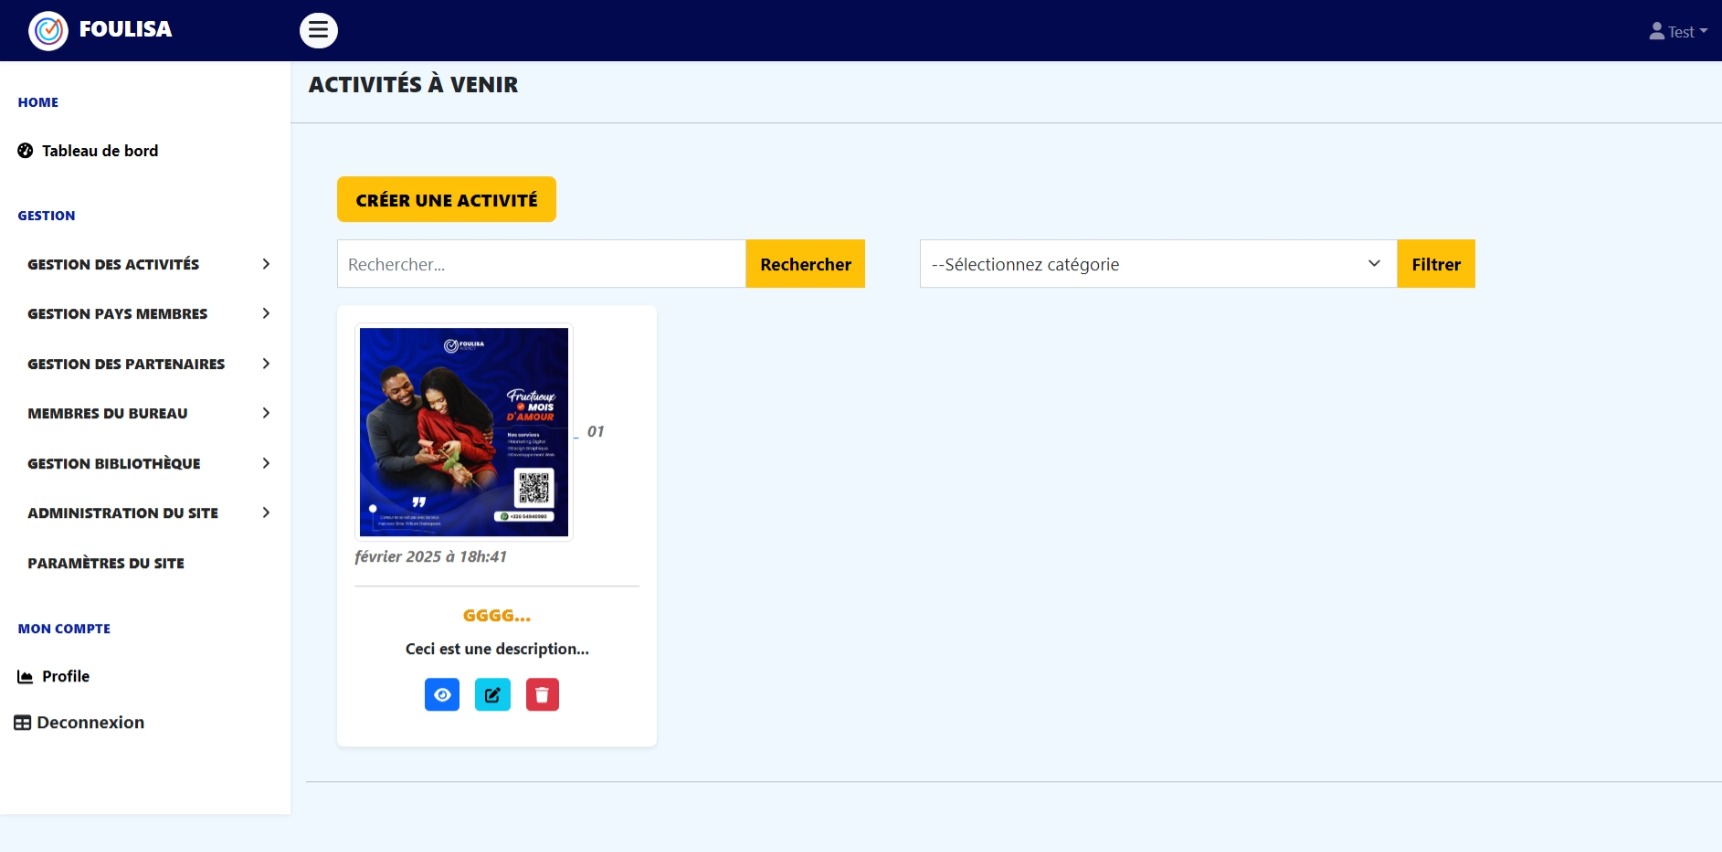 FOULISA
Test
HOME
Tableau de bord
GESTION
GESTION DES ACTIVITÉS
GESTION PAYS MEMBRES
GESTION DES PARTENAIRES
MEMBRES DU BUREAU
GESTION BIBLIOTHÈQUE
ADMINISTRATION DU SITE
PARAMÈTRES DU SITE
MON COMPTE
Profile
Deconnexion
ACTIVITÉS À VENIR
CRÉER UNE ACTIVITÉ
Rechercher...
Rechercher
--Sélectionnez catégorie
Filtrer
FOULISA
Fructueux
MOIS
D'AMOUR
Nos services
_ 01
février 2025 à 18h:41
GGGG...
Ceci est une description...